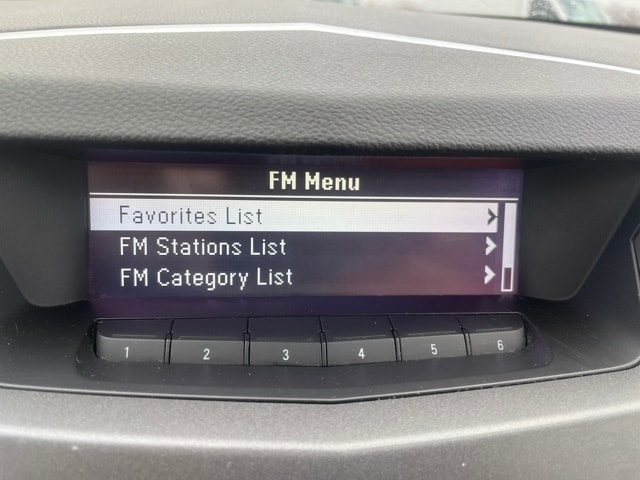 FM Menu
Favorites List
FM Stations List
FM Category List
1 2 3 4 5 6